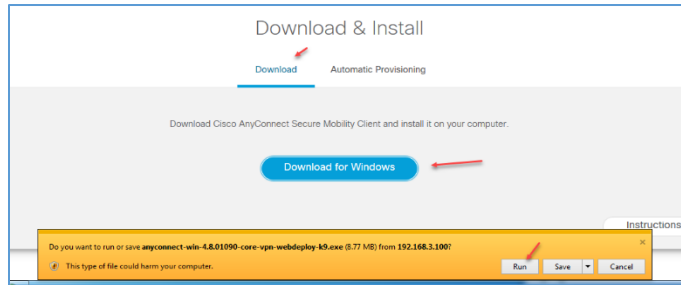 Download & Install
Download Automatic Provisioning
Download Cisco AnyConnect Secure Mobility Client and install it on your computer.
Download for Windows
Instructions
Do you want to run or save anyconnect-win-4.8.01090-core-vpn-webdeploy-k9.exe (8.77 MB) from 192.168.3.100?
This type of file could harm your computer.
Run Save Cancel